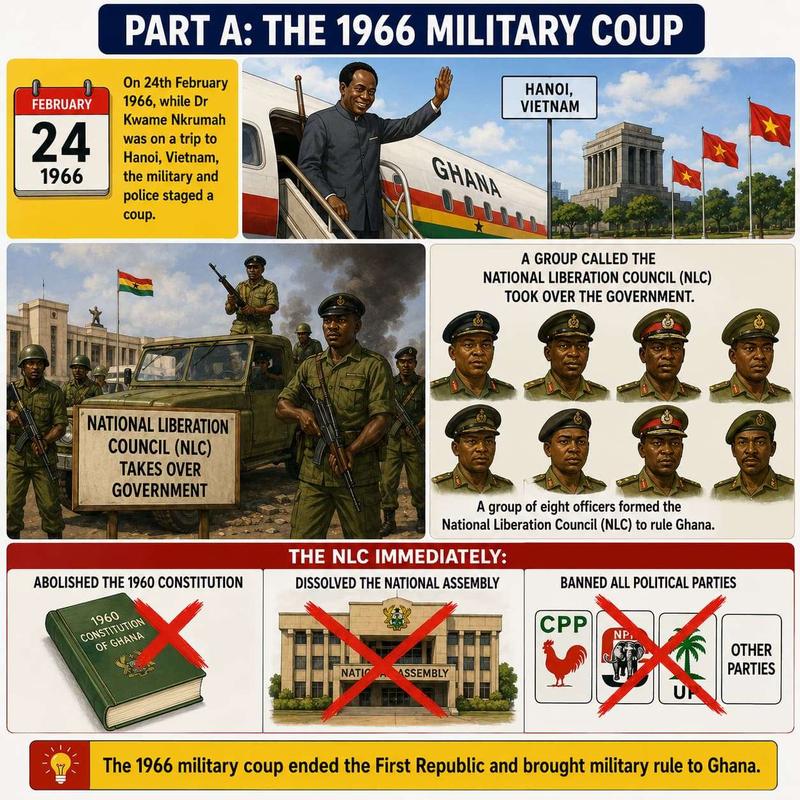 PART A: THE 1966 MILITARY COUP
FEBRUARY
24
1966
On 24th February
1966, while Dr
Kwame Nkrumah
was on a trip to
Hanoi, Vietnam,
the military and
police staged a
coup.
GHANA
HANOI,
VIETNAM
NATIONAL LIBERATION
COUNCIL (NLC)
TAKES OVER
GOVERNMENT
A GROUP CALLED THE
NATIONAL LIBERATION COUNCIL (NLC)
TOOK OVER THE GOVERNMENT.
A group of eight officers formed the
National Liberation Council (NLC) to rule Ghana.
THE NLC IMMEDIATELY:
ABOLISHED THE 1960 CONSTITUTION
1960
CONSTITUTION
OF GHANA
DISSOLVED THE NATIONAL ASSEMBLY
NATIONAL ASSEMBLY
BANNED ALL POLITICAL PARTIES
CPP
UP
OTHER
PARTIES
The 1966 military coup ended the First Republic and brought military rule to Ghana.